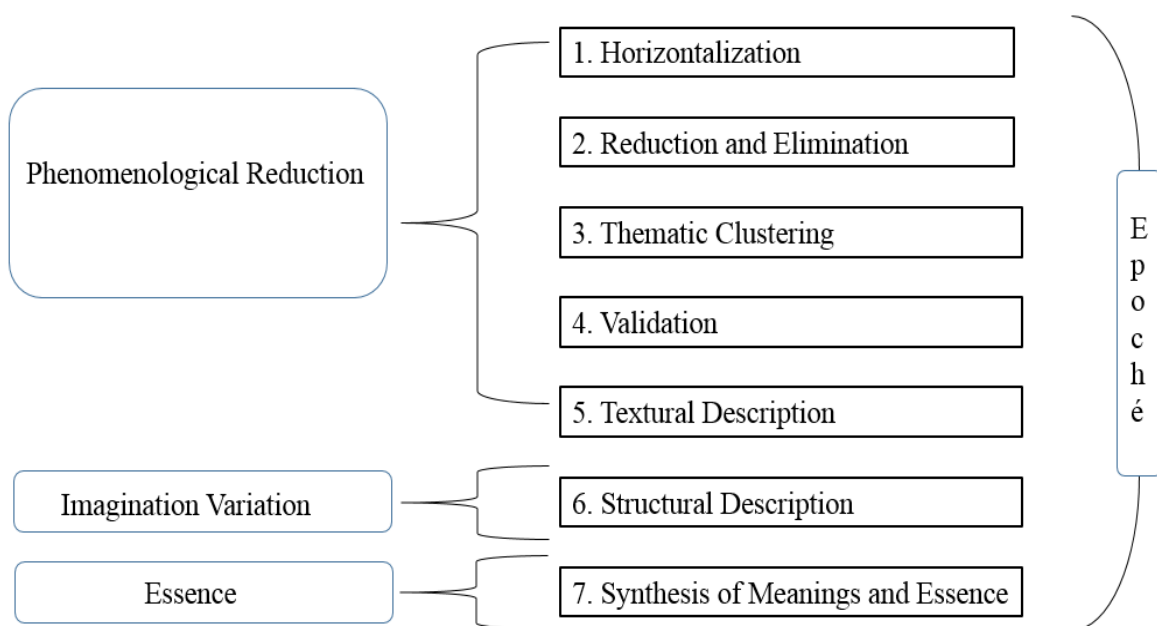 Phenomenological Reduction
1. Horizontalization
2. Reduction and Elimination
3. Thematic Clustering
4. Validation
5. Textural Description
Imagination Variation
6. Structural Description
Essence
7. Synthesis of Meanings and Essence
E
p
o
c
h
é